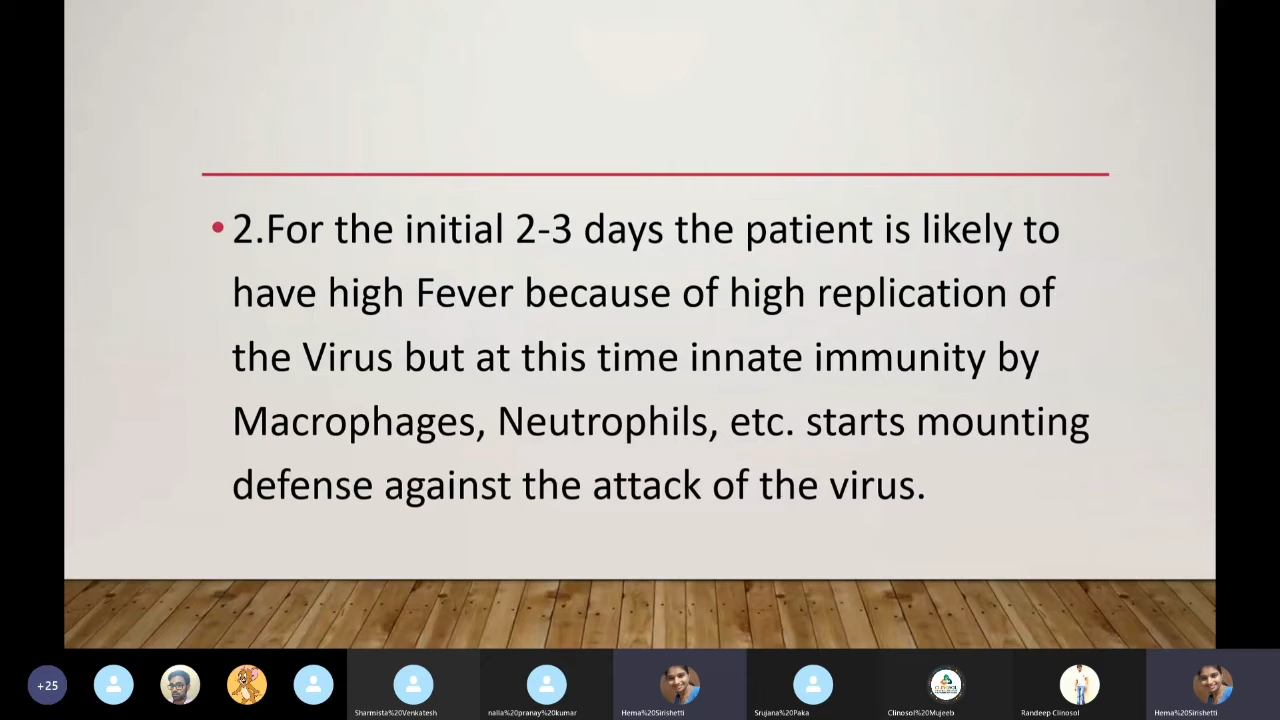 • 2.For the initial 2-3 days the patient is likely to
have high Fever because of high replication of
the Virus but at this time innate immunity by
Macrophages, Neutrophils, etc. starts mounting
defense against the attack of the virus.
+25
Sharmista%20Venkatesh
nalla%20pranay%20kumar
Hema%20Sirishetti
Srujana%20Paka
CLINOSOL
Clinosol%20Mujeeb
Randeep Clinosol
Hema%20Sirishetti